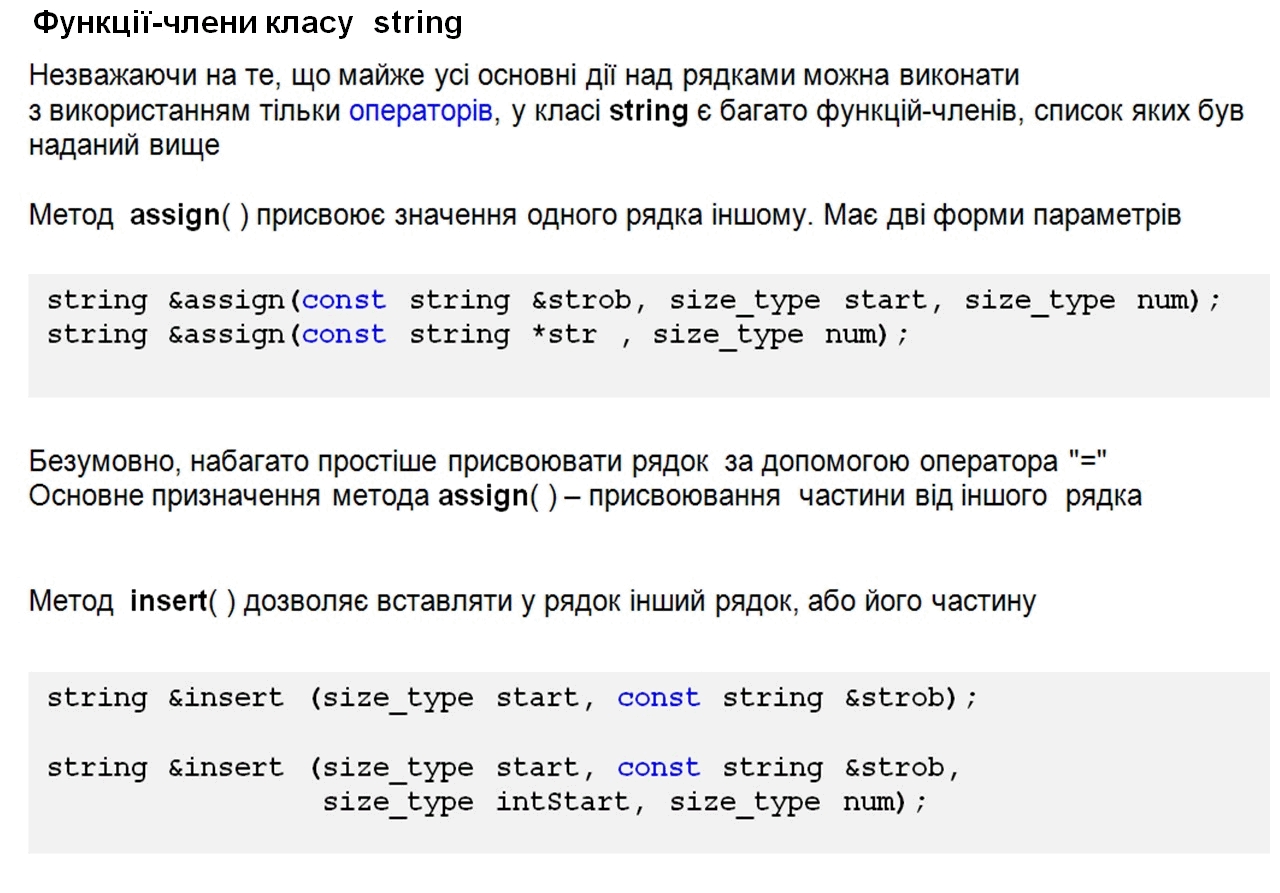 Функції-члени класу string
Незважаючи на те, що майже усі основні дії над рядками можна виконати
з використанням тільки операторів, у класі string є багато функцій-членів, список яких був
наданий вище
Метод assign( ) присвоює значення одного рядка іншому. Має дві форми параметрів
string &assign(const string &strob, size_type start, size_type num);
string &assign(const string *str , size_type num);
Безумовно, набагато простіше присвоювати рядок за допомогою оператора "="
Основне призначення метода assign( ) – присвоювання частини від іншого рядка
Метод insert( ) дозволяє вставляти у рядок інший рядок, або його частину
string &insert (size_type start, const string &strob);
string &insert (size_type start, const string &strob,
size_type intStart, size_type num);